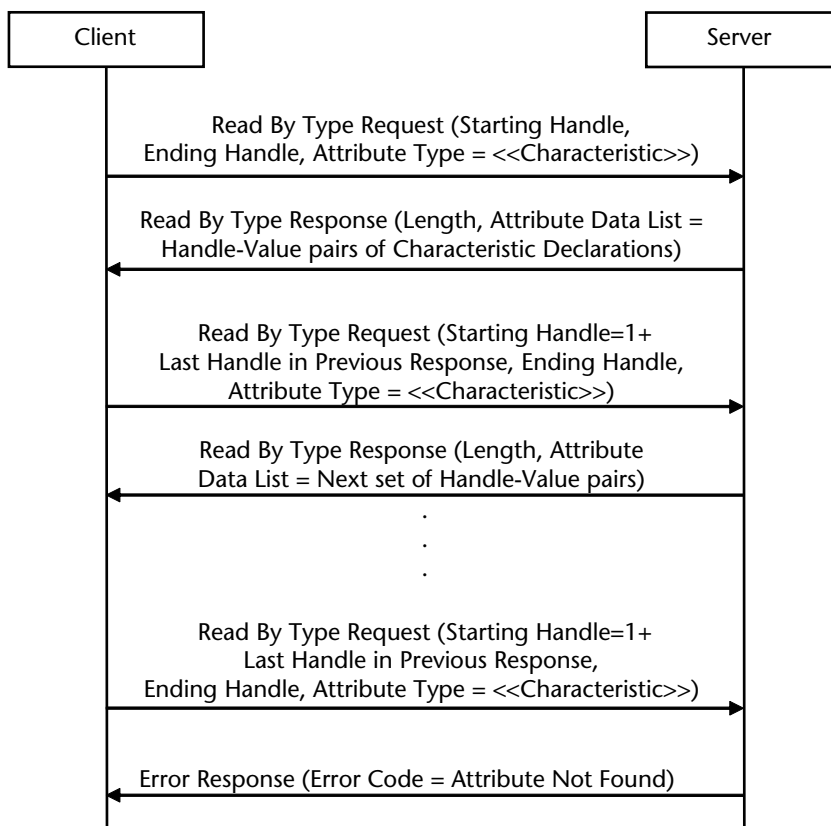 Client
Server
Read By Type Request (Starting Handle,
Ending Handle, Attribute Type = <<Characteristic>>)
Read By Type Response (Length, Attribute Data List =
Handle-Value pairs of Characteristic Declarations)
Read By Type Request (Starting Handle=1+
Last Handle in Previous Response, Ending Handle,
Attribute Type = <<Characteristic>>)
Read By Type Response (Length, Attribute
Data List = Next set of Handle-Value pairs)
.
.
.
Read By Type Request (Starting Handle=1+
Last Handle in Previous Response,
Ending Handle, Attribute Type = <<Characteristic>>)
Error Response (Error Code = Attribute Not Found)